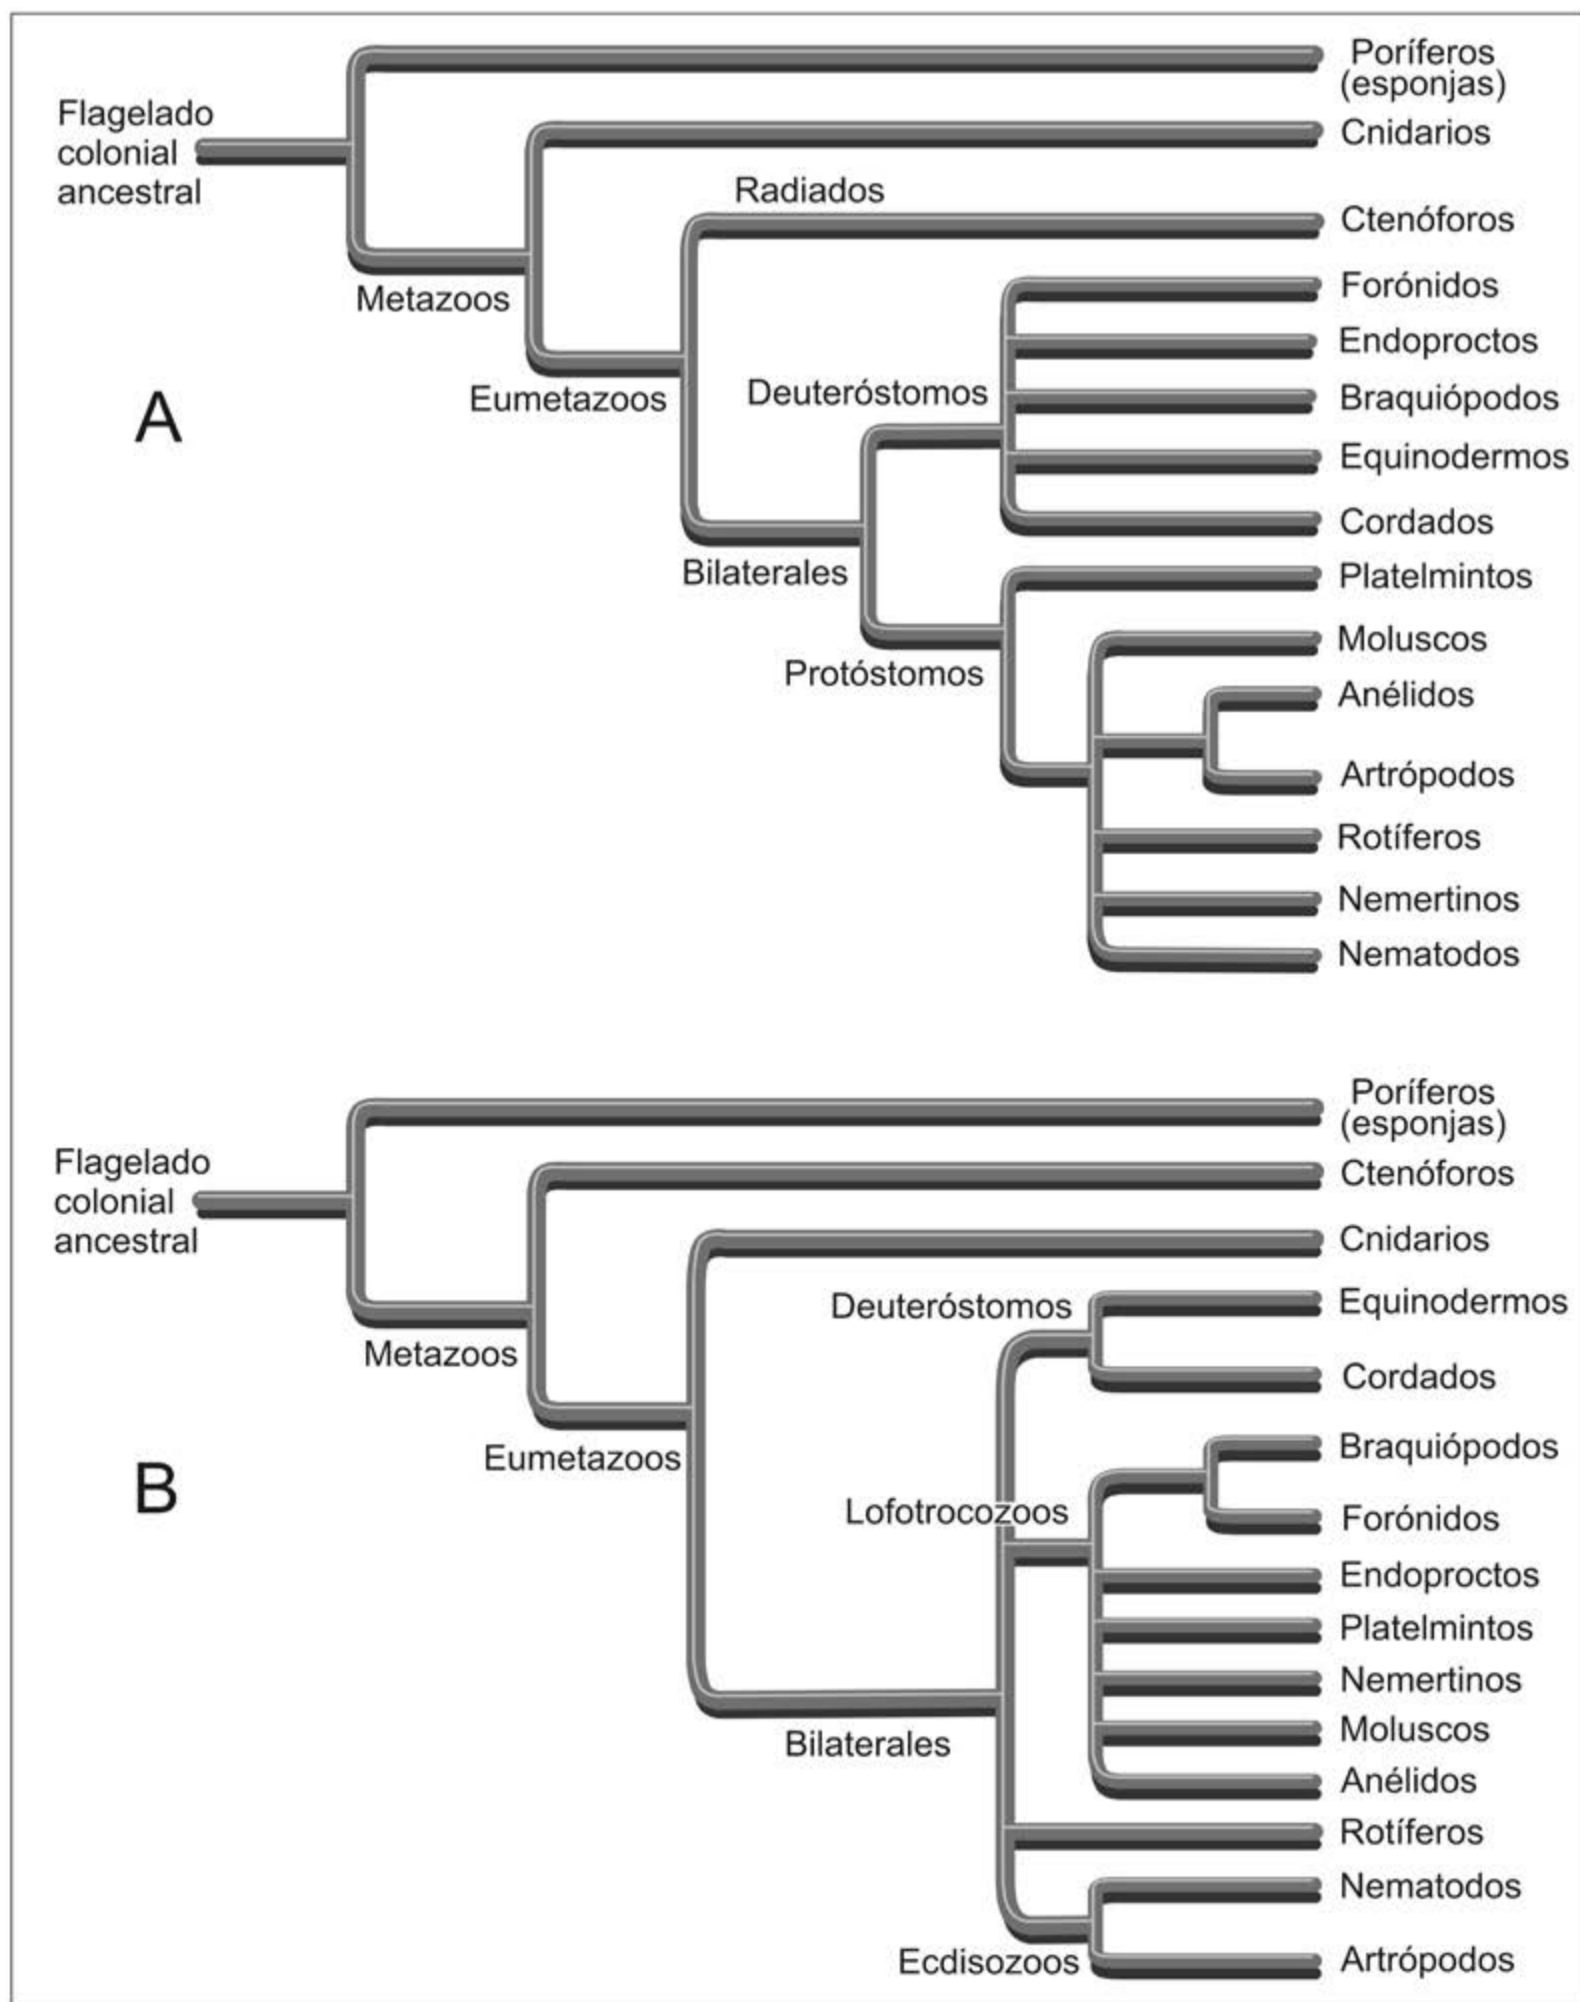 Poríferos
(esponjas)
Flagelado
colonial
ancestral
Cnidarios
Radiados
Ctenóforos
Metazoos
Forónidos
Endoproctos
Eumetazoos
Deuteróstomos
Braquiópodos
A
Equinodermos
Cordados
Bilaterales
Platelmintos
Moluscos
Protóstomos
Anélidos
Artrópodos
Rotíferos
Nemertinos
Nematodos
Poríferos
(esponjas)
Flagelado
colonial
ancestral
Ctenóforos
Cnidarios
Deuteróstomos
Equinodermos
Metazoos
Cordados
Eumetazoos
Braquiópodos
B
Lofotrocozoos
Forónidos
Endoproctos
Platelmintos
Nemertinos
Bilaterales
Moluscos
Anélidos
Rotíferos
Nematodos
Ecdisozoos
Artrópodos